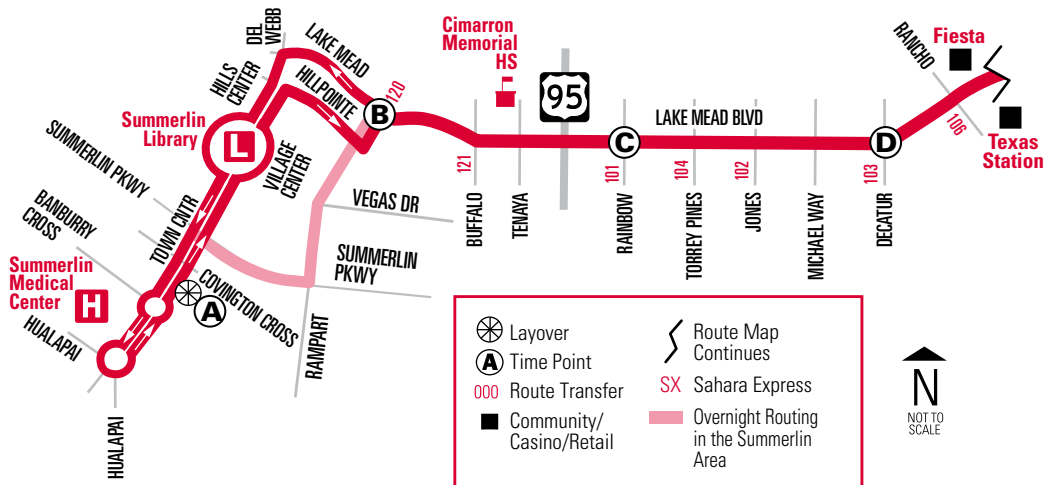 DEL
WEBB
LAKE MEAD
HILLS
CENTER
HILLPOINTE
120
B
Cimarron
Memorial
HS
95
RANCHO
Fiesta
106
Texas
Station
Summerlin
Library
L
VILLAGE
CENTER
LAKE MEAD BLVD
C
D
121
101
104
102
103
BUFFALO
TENAYA
RAINBOW
TORREY PINES
JONES
MICHAEL WAY
DECATUR
SUMMERLIN PKWY
TOWN CNTR
VEGAS DR
BANBURRY
CROSS
SUMMERLIN
PKWY
Summerlin
Medical
Center
H
A
COVINGTON CROSS
RAMPART
HUALAPAI
HUALAPAI
Layover
A Time Point
000 Route Transfer
Community/
Casino/Retail
Route Map
Continues
SX Sahara Express
Overnight Routing
in the Summerlin
Area
N
NOT TO
SCALE